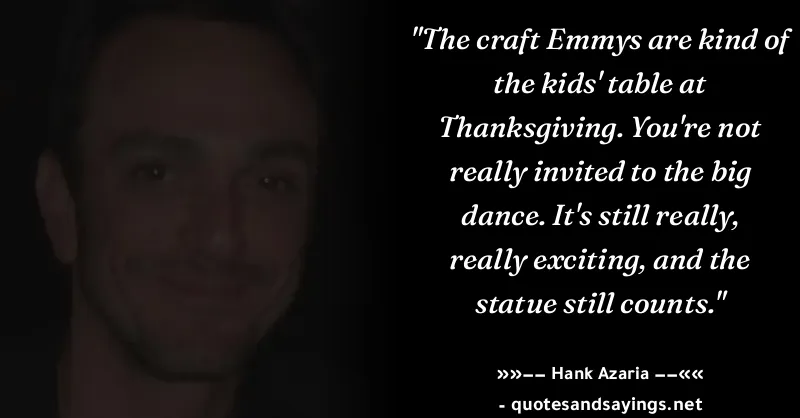 "The craft Emmys are kind of
the kids' table at
Thanksgiving. You're not
really invited to the big
dance. It's still really,
really exciting, and the
statue still counts."
»»–– Hank Azaria ––««
- quotesandsayings.net